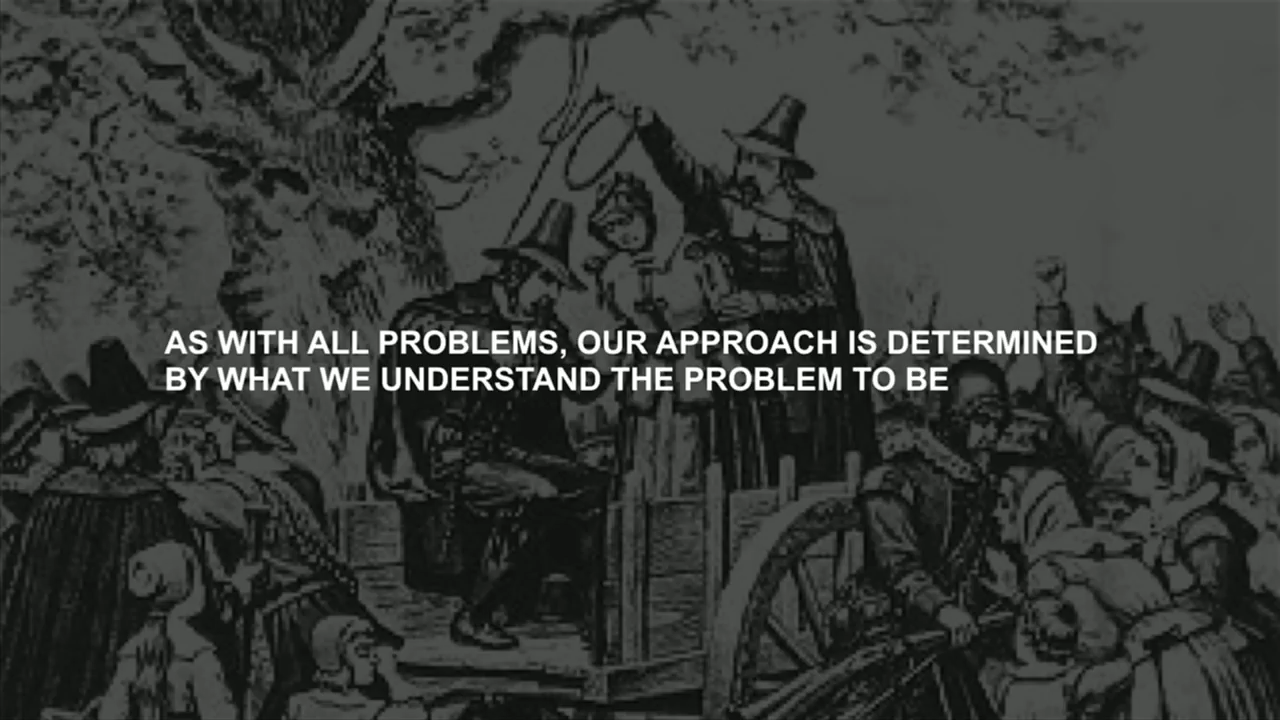 AS WITH ALL PROBLEMS, OUR APPROACH IS DETERMINED
BY WHAT WE UNDERSTAND THE PROBLEM TO BE